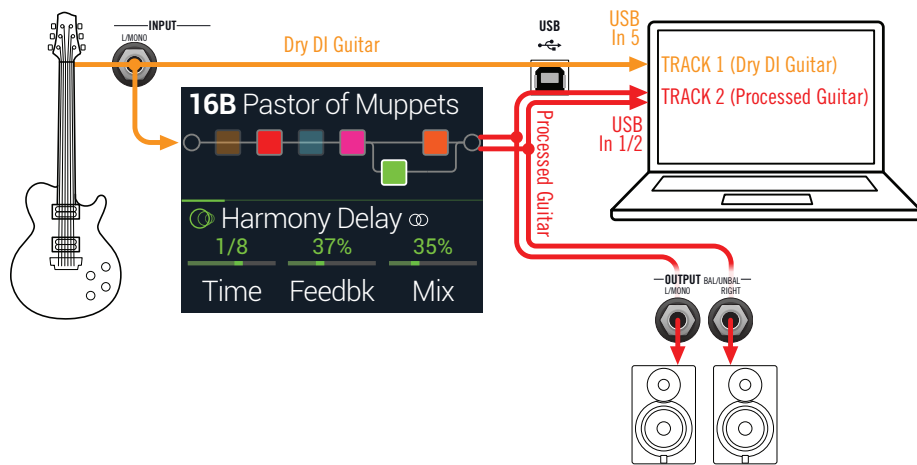 INPUT
L/MONO
Dry DI Guitar
USB
USB
In 5
TRACK 1 (Dry DI Guitar)
TRACK 2 (Processed Guitar)
USB
In 1/2
Processed Guitar
16B Pastor of Muppets
Harmony Delay
1/8 37% 35%
Time Feedbk Mix
OUTPUT BAL/UNBAL
L/MONO RIGHT